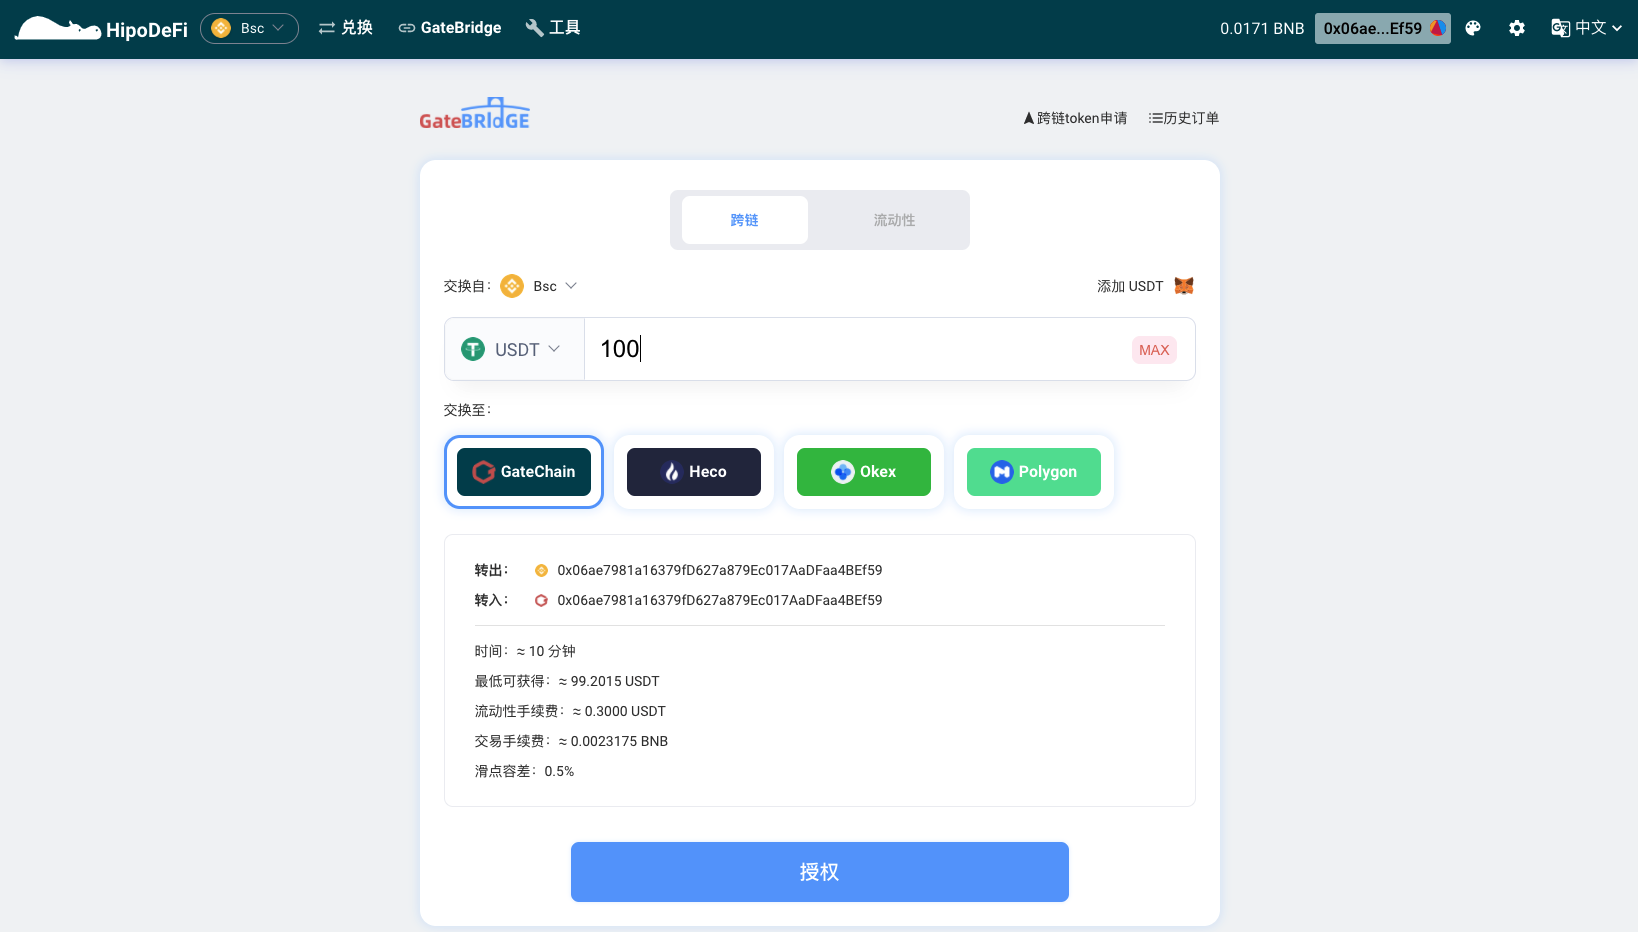 HipoDeFi Bsc 兑换 GateBridge 工具 0.0171 BNB 0x06ae...Ef59 中文
GateBRIdGE 跨链token申请 历史订单
跨链 流动性
交换自： Bsc 添加 USDT
USDT 100 MAX
交换至：
GateChain Heco Okex Polygon
转出： 0x06ae7981a16379fD627a879Ec017AaDFaa4BEf59
转入： 0x06ae7981a16379fD627a879Ec017AaDFaa4BEf59
时间：≈ 10 分钟
最低可获得：≈ 99.2015 USDT
流动性手续费：≈ 0.3000 USDT
交易手续费：≈ 0.0023175 BNB
滑点容差：0.5%
授权